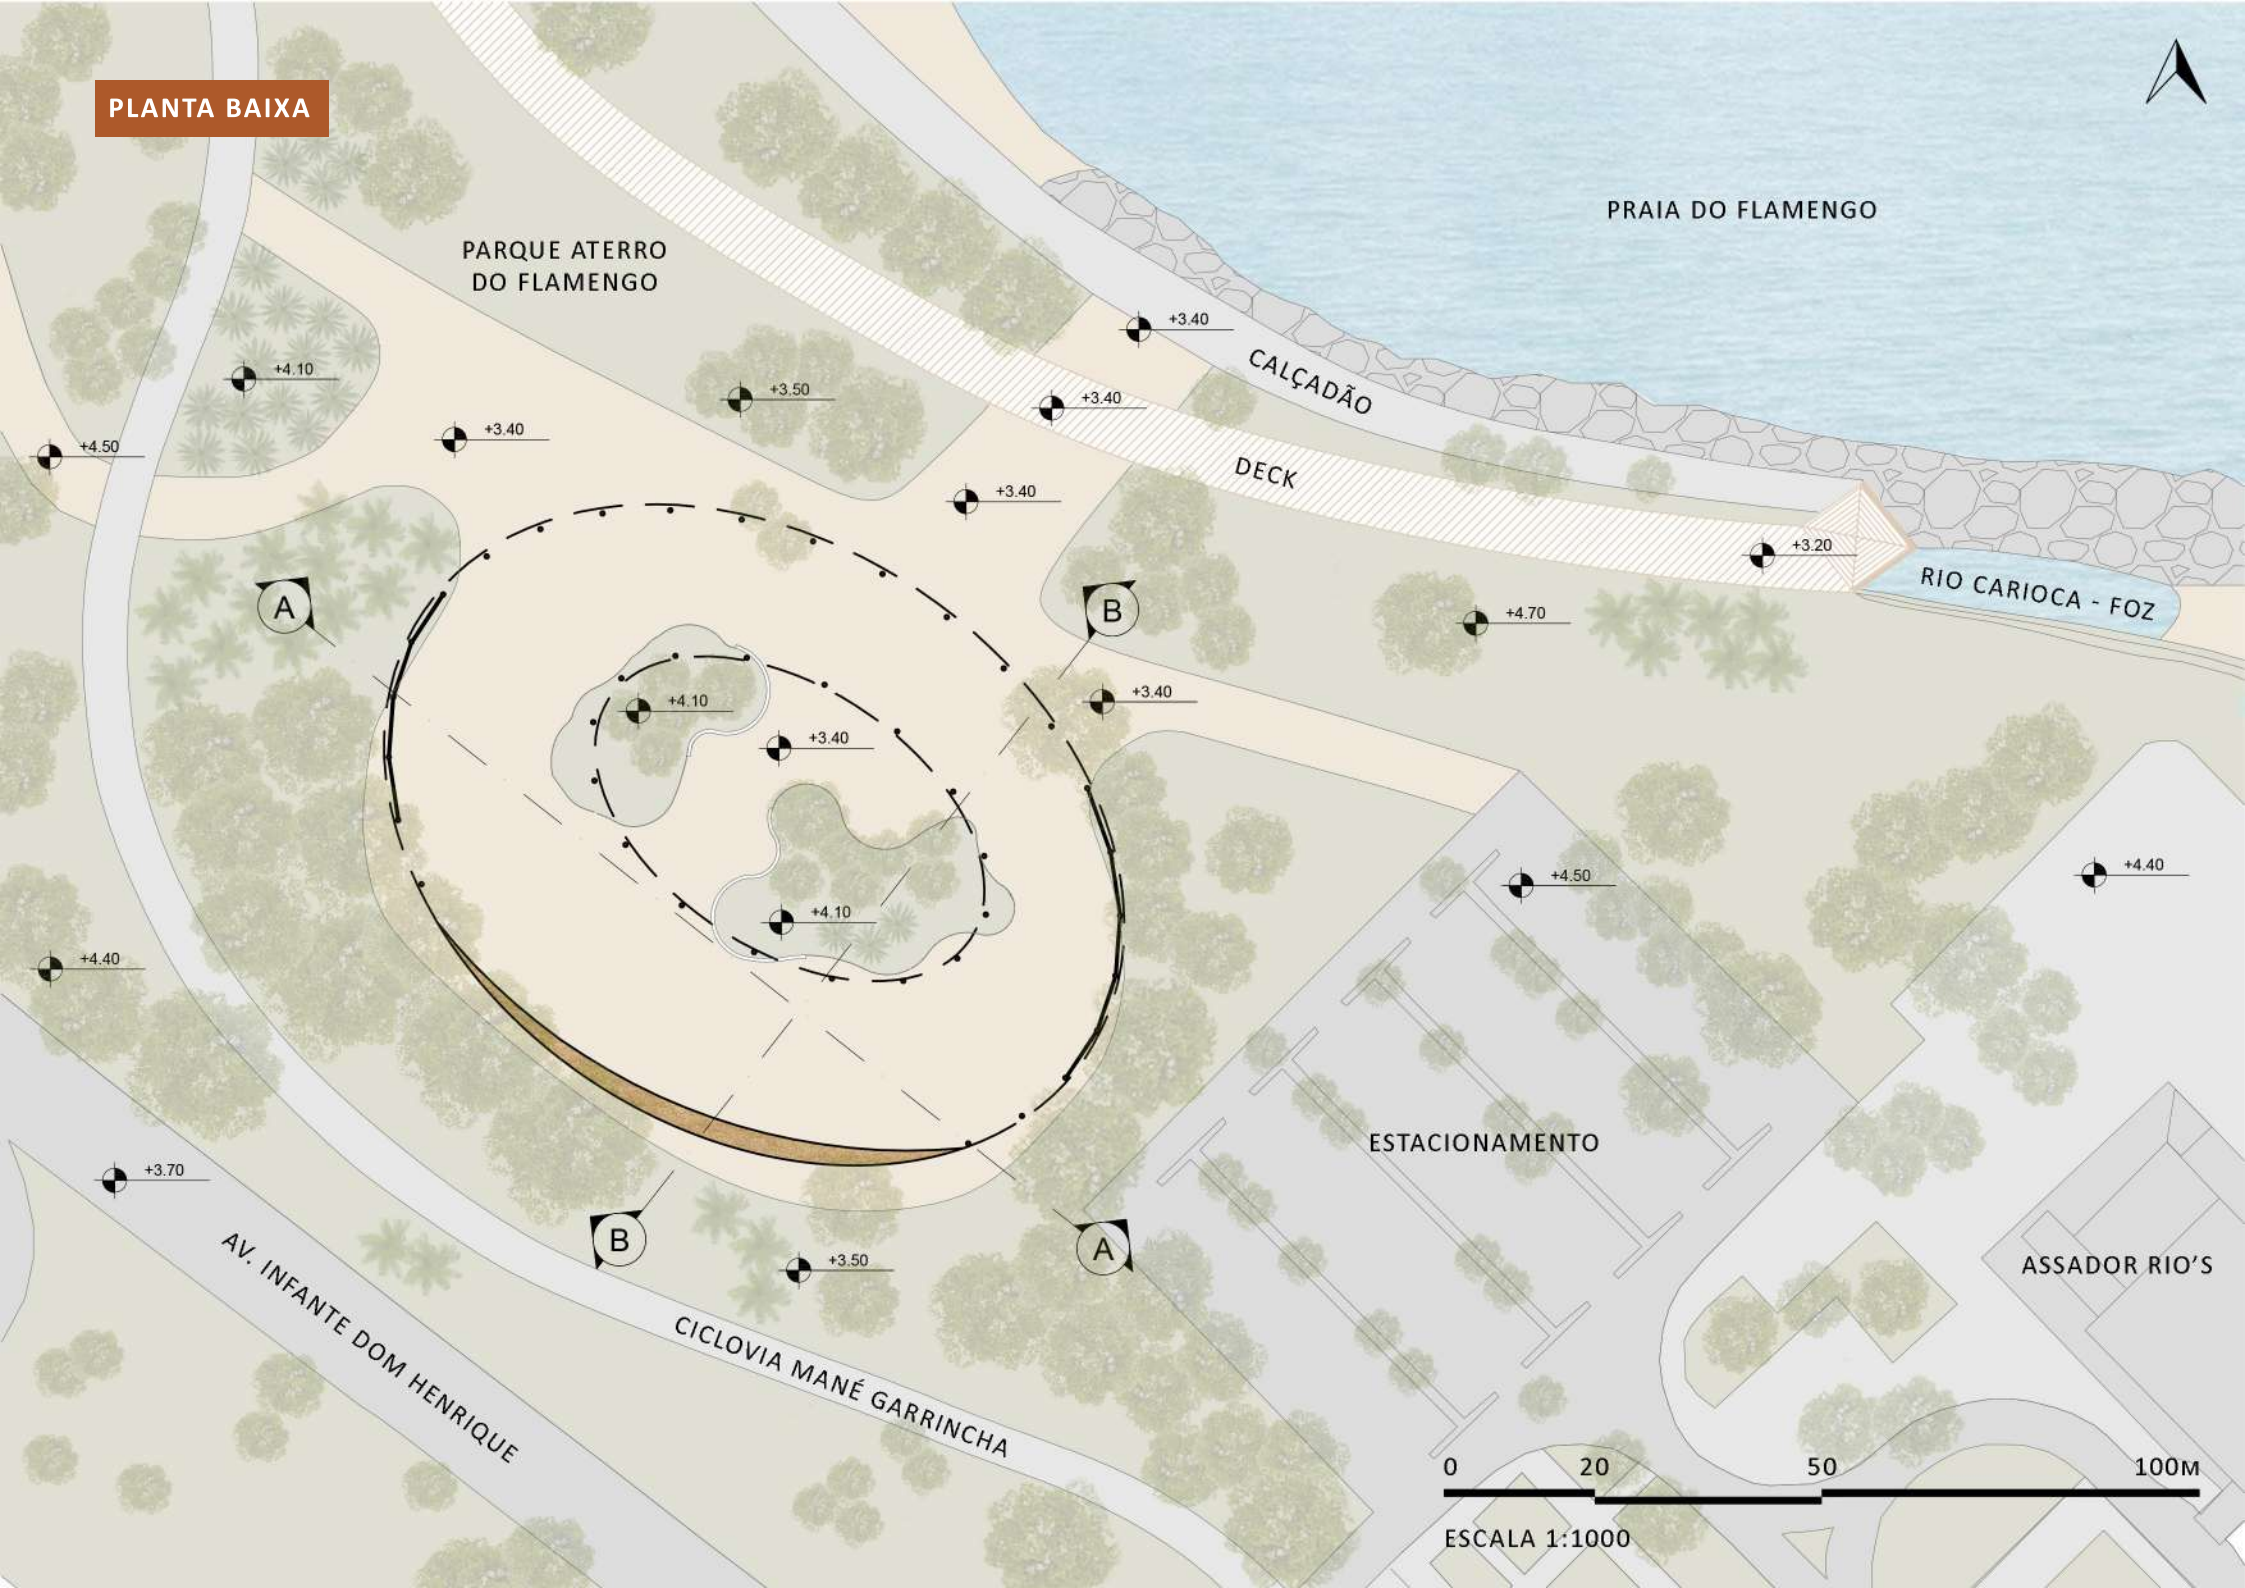 PLANTA BAIXA
PRAIA DO FLAMENGO
PARQUE ATERRO
DO FLAMENGO
+3.40
CALÇADÃO
+4.10
+3.50
+3.40
+3.40
+4.50
DECK
+3.40
+3.20
RIO CARIOCA - FOZ
A
B
+4.70
+4.10
+3.40
+3.40
+4.50
+4.40
+4.10
+4.40
ESTACIONAMENTO
+3.70
B
A
+3.50
ASSADOR RIO'S
AV. INFANTE DOM HENRIQUE
CICLOVIA MANÉ GARRINCHA
0 20 50 100M
ESCALA 1:1000